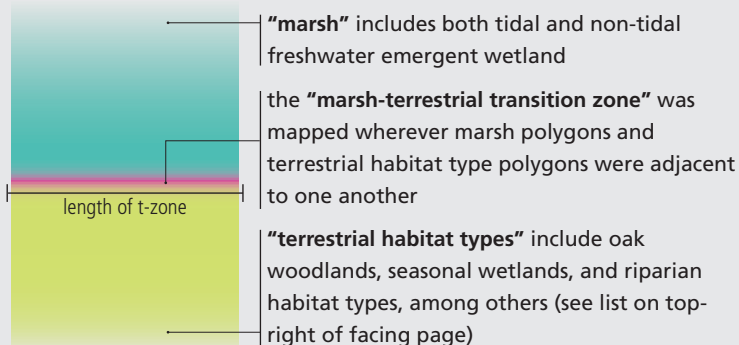 “marsh” includes both tidal and non-tidal
freshwater emergent wetland
the “marsh-terrestrial transition zone” was
mapped wherever marsh polygons and
terrestrial habitat type polygons were adjacent
to one another
length of t-zone
“terrestrial habitat types” include oak
woodlands, seasonal wetlands, and riparian
habitat types, among others (see list on top-
right of facing page)